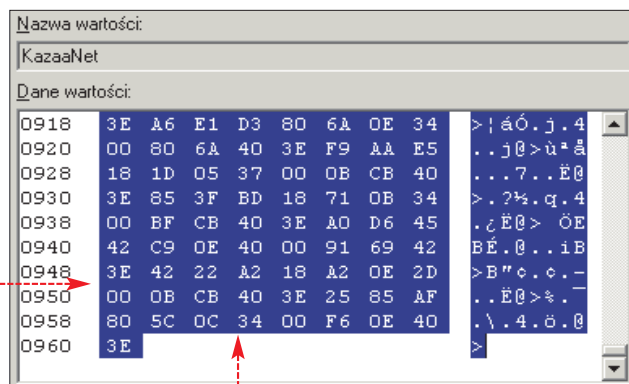 Nazwa wartości:
KazaaNet
Dane wartości:
0918 3E A6 E1 D3 80 6A 0E 34 >¦áÓ.j.4
0920 00 80 6A 40 3E F9 AA E5 ..j@>ùªå
0928 18 1D 05 37 00 0B CB 40 ...7..Ë@
0930 3E 85 3F BD 18 71 0B 34 >.?½.q.4
0938 00 BF CB 40 3E A0 D6 45 .¿Ë@> ÖE
0940 42 C9 0E 40 00 91 69 42 BÉ.@..iB
0948 3E 42 22 A2 18 A2 0E 2D >B"¢.¢.-
0950 00 0B CB 40 3E 25 85 AF ..Ë@>%.¯
0958 80 5C 0C 34 00 F6 0E 40 .\.4.ö.@
0960 3E >